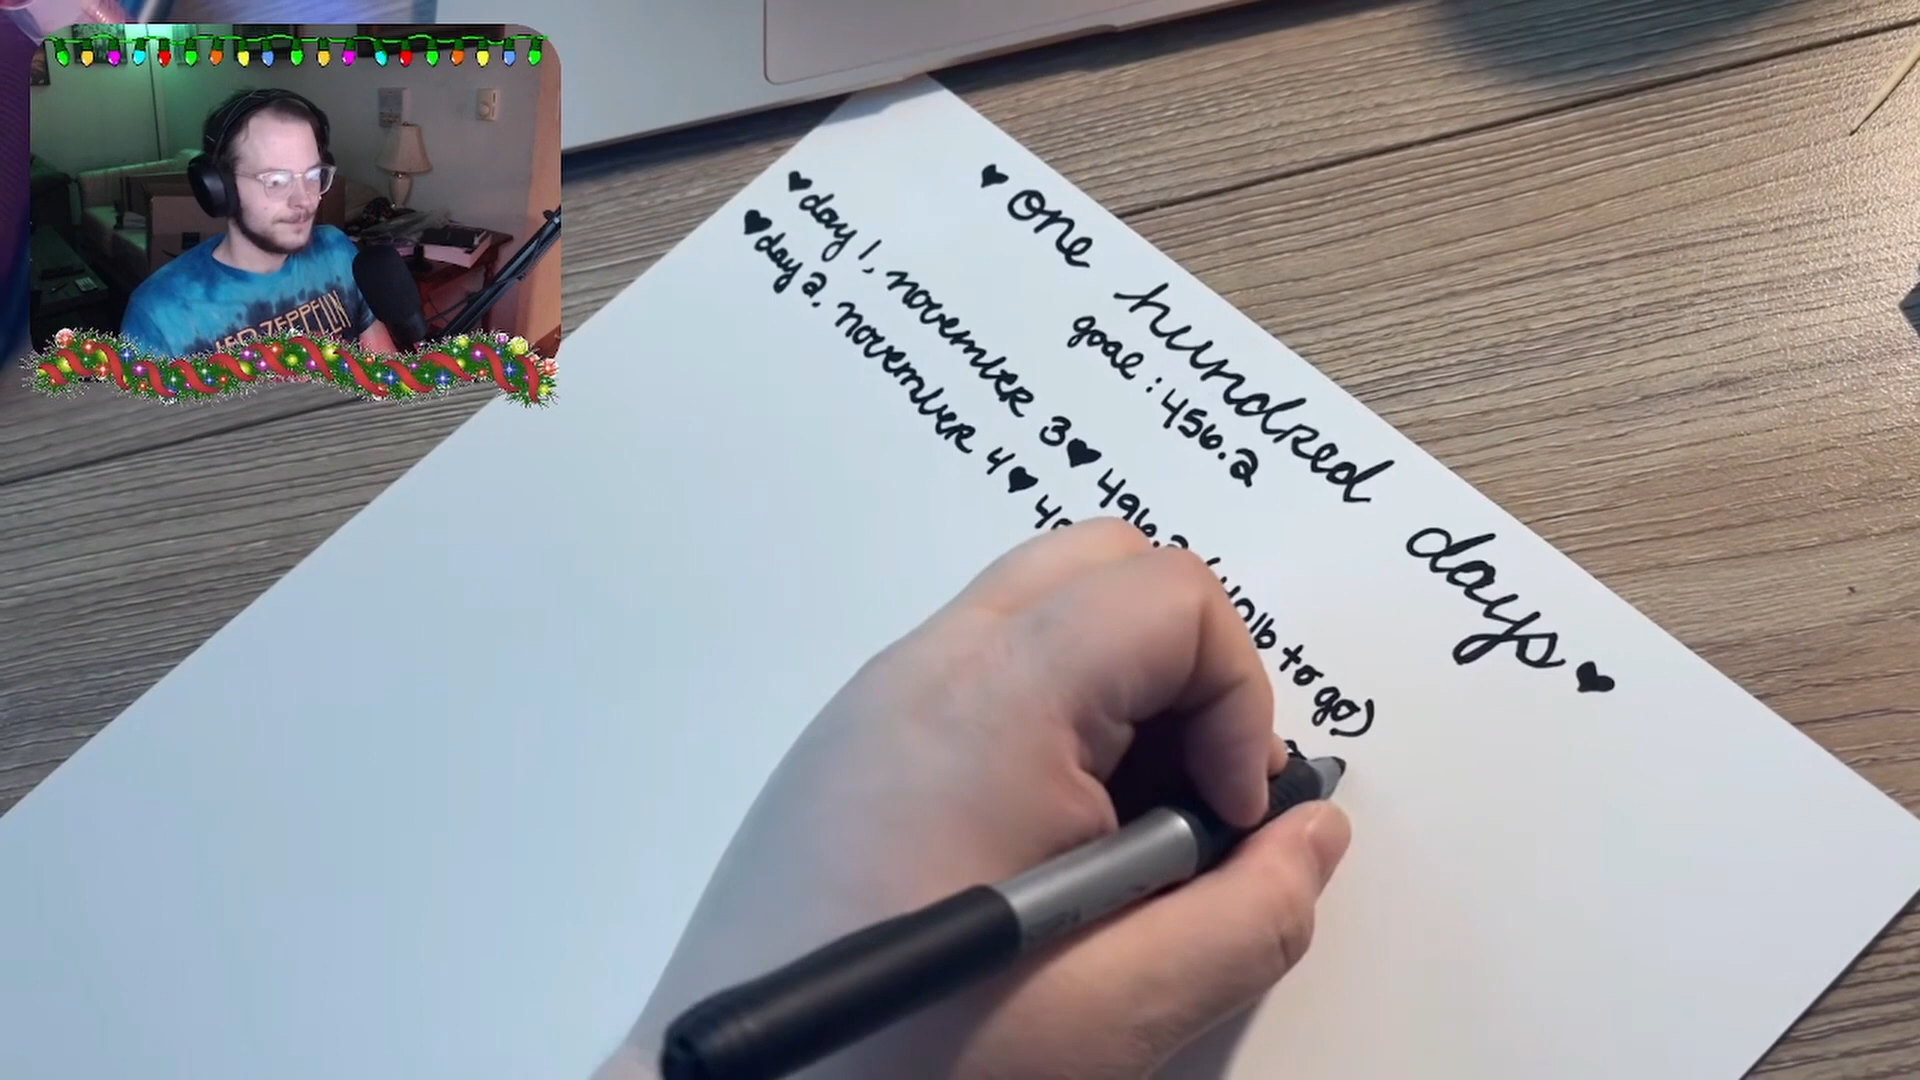 ♥ one hundred days ♥
goal: 456.2
♥ day 1, november 3 ♥ 496.2 (40lb to go)
♥ day 2, november 4 ♥
ZEPPELIN